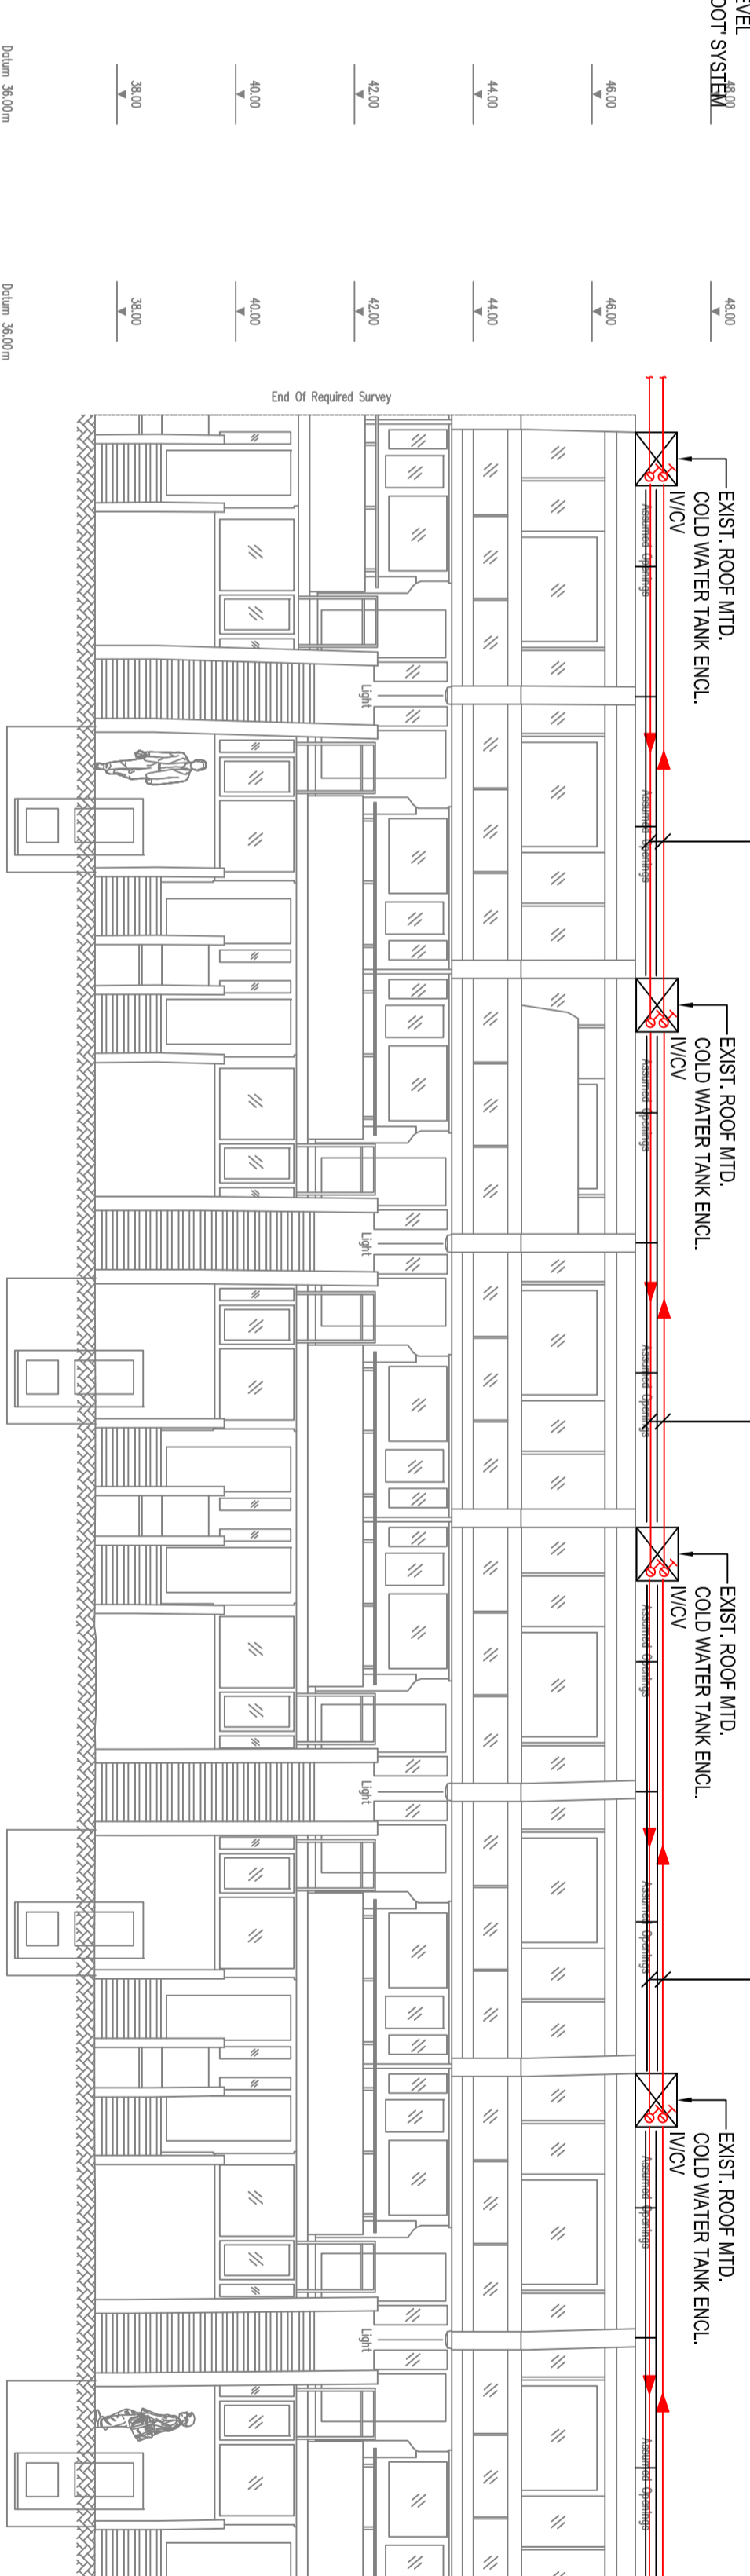 EVEL
OOT' SYSTEM
48.00
46.00
44.00
42.00
40.00
38.00
Datum 36.00m
48.00
46.00
44.00
42.00
40.00
38.00
Datum 36.00m
End Of Required Survey
EXIST. ROOF MTD.
COLD WATER TANK ENCL.
IV/CV
Assumed Openings
Light
Assumed Openings
EXIST. ROOF MTD.
COLD WATER TANK ENCL.
IV/CV
Assumed Openings
Light
Assumed Openings
EXIST. ROOF MTD.
COLD WATER TANK ENCL.
IV/CV
Assumed Openings
Light
Assumed Openings
EXIST. ROOF MTD.
COLD WATER TANK ENCL.
IV/CV
Assumed Openings
Light
Assumed Openings